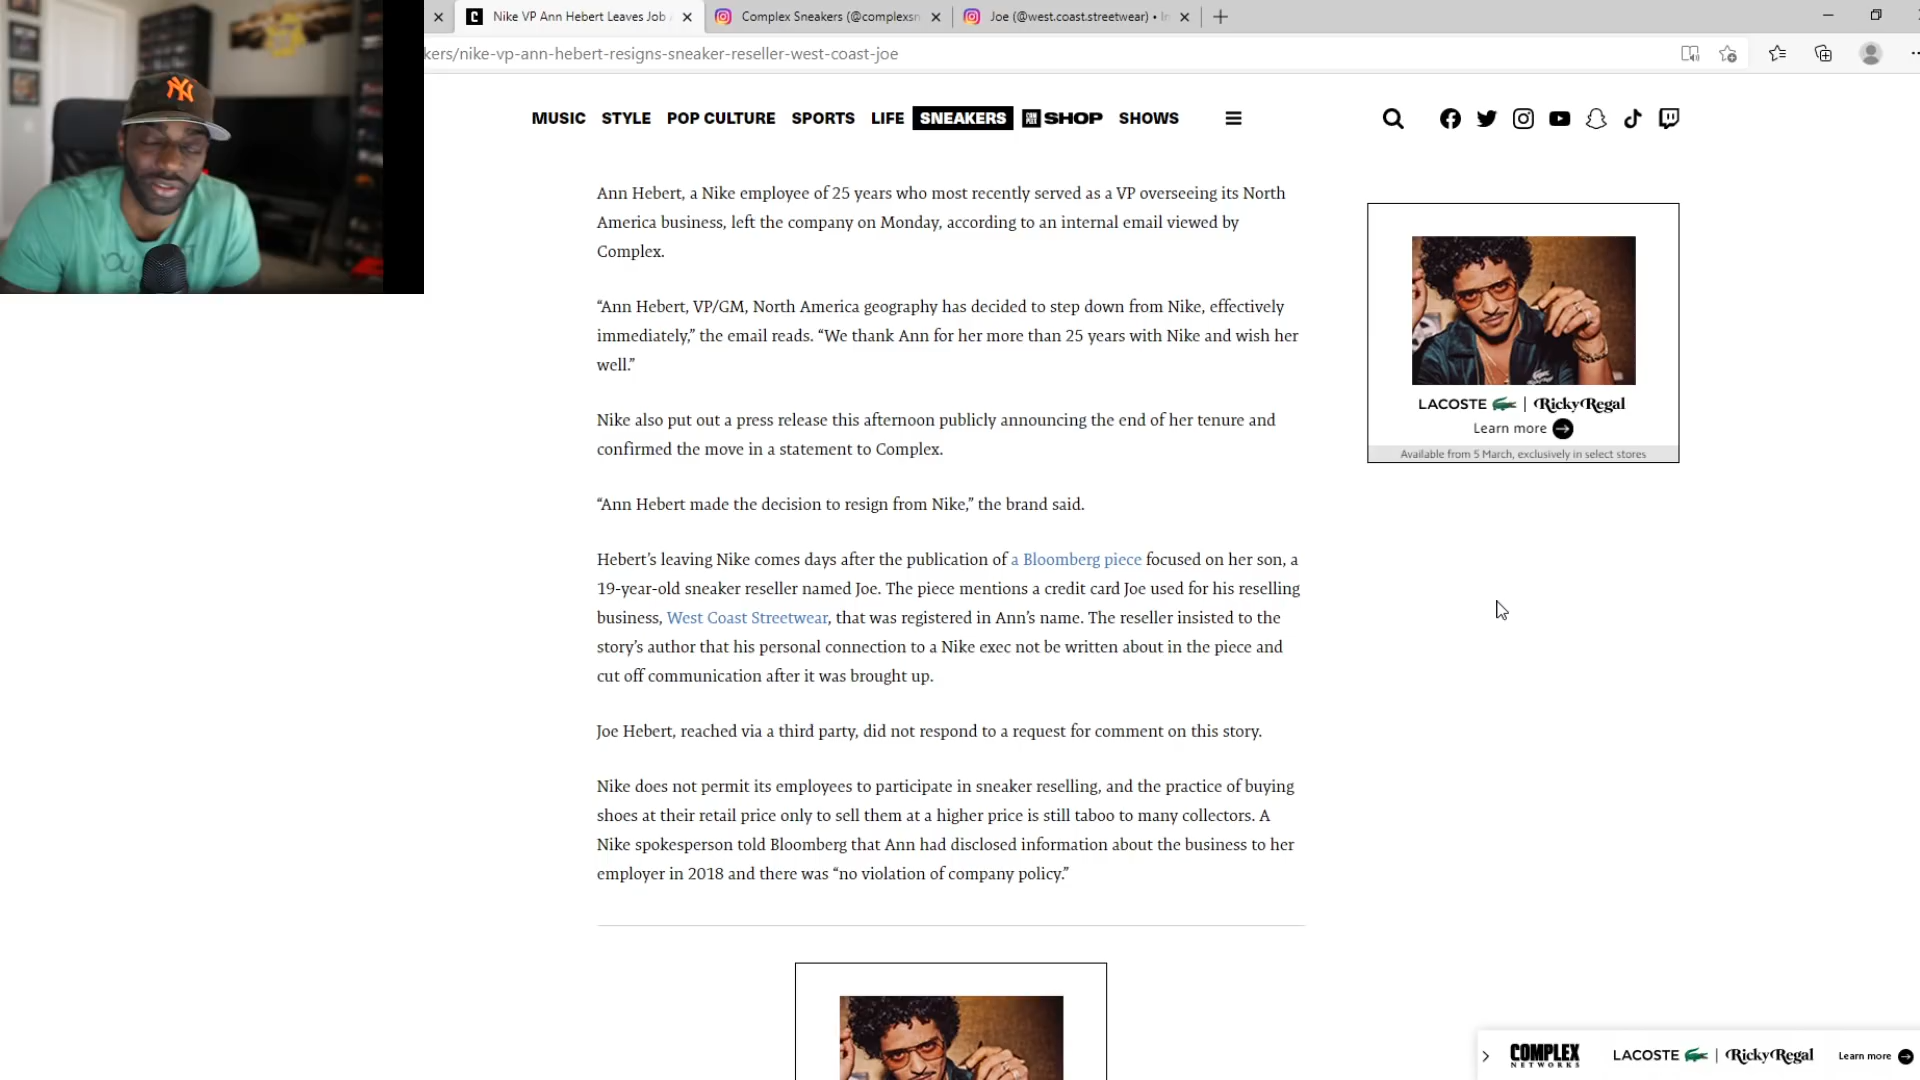 Nike VP Ann Hebert Leaves Job
Complex Sneakers (@complexsn
Joe (@west.coast.streetwear) •
kers/nike-vp-ann-hebert-resigns-sneaker-reseller-west-coast-joe
MUSIC STYLE POP CULTURE SPORTS LIFE SNEAKERS SHOP SHOWS
Ann Hebert, a Nike employee of 25 years who most recently served as a VP overseeing its North
America business, left the company on Monday, according to an internal email viewed by
Complex.
“Ann Hebert, VP/GM, North America geography has decided to step down from Nike, effectively
immediately,” the email reads. “We thank Ann for her more than 25 years with Nike and wish her
well.”
Nike also put out a press release this afternoon publicly announcing the end of her tenure and
confirmed the move in a statement to Complex.
“Ann Hebert made the decision to resign from Nike,” the brand said.
Hebert’s leaving Nike comes days after the publication of a Bloomberg piece focused on her son, a
19-year-old sneaker reseller named Joe. The piece mentions a credit card Joe used for his reselling
business, West Coast Streetwear, that was registered in Ann’s name. The reseller insisted to the
story’s author that his personal connection to a Nike exec not be written about in the piece and
cut off communication after it was brought up.
Joe Hebert, reached via a third party, did not respond to a request for comment on this story.
Nike does not permit its employees to participate in sneaker reselling, and the practice of buying
shoes at their retail price only to sell them at a higher price is still taboo to many collectors. A
Nike spokesperson told Bloomberg that Ann had disclosed information about the business to her
employer in 2018 and there was “no violation of company policy.”
LACOSTE | RickyRegal
Learn more
Available from 5 March, exclusively in select stores
COMPLEX
NETWORKS
LACOSTE | RickyRegal
Learn more
NY
YOU